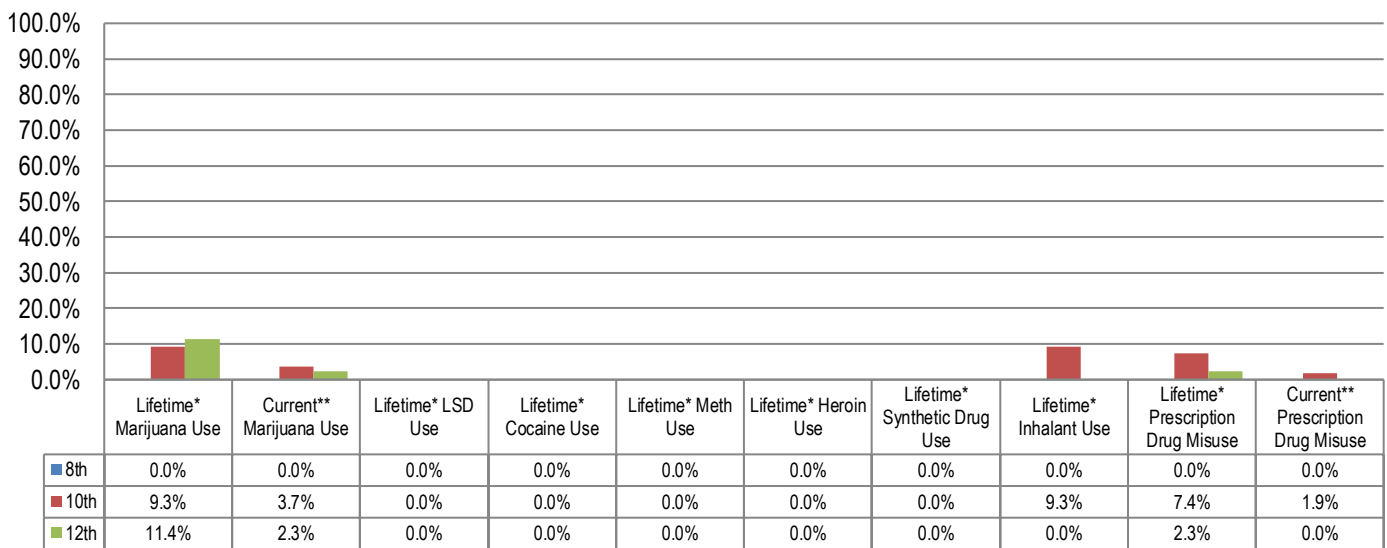 100.0%
90.0%
80.0%
70.0%
60.0%
50.0%
40.0%
30.0%
20.0%
10.0%
0.0%
Lifetime*
Marijuana Use
Current**
Marijuana Use
Lifetime* LSD
Use
Lifetime*
Cocaine Use
Lifetime* Meth
Use
Lifetime* Heroin
Use
Lifetime*
Synthetic Drug
Use
Lifetime*
Inhalant Use
Lifetime*
Prescription
Drug Misuse
Current**
Prescription
Drug Misuse
8th 0.0% 0.0% 0.0% 0.0% 0.0% 0.0% 0.0% 0.0% 0.0% 0.0%
10th 9.3% 3.7% 0.0% 0.0% 0.0% 0.0% 0.0% 9.3% 7.4% 1.9%
12th 11.4% 2.3% 0.0% 0.0% 0.0% 0.0% 0.0% 0.0% 2.3% 0.0%